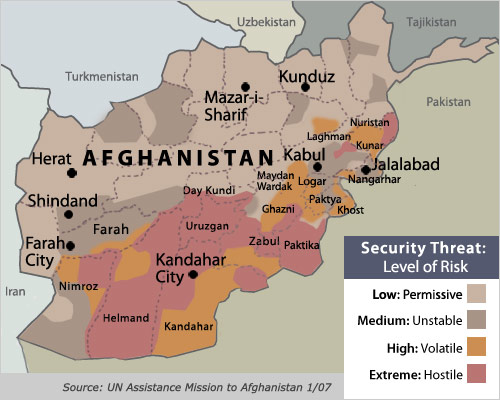 Uzbekistan
Tajikistan
Turkmenistan
Kunduz
Mazar-i-
Sharif
Pakistan
Nuristan
Laghman
Kunar
Herat
AFGHANISTAN
Kabul
Jalalabad
Maydan
Wardak
Logar
Nangarhar
Day Kundi
Shindand
Paktya
Ghazni
Khost
Farah
Uruzgan
Farah
City
Zabul
Paktika
Kandahar
City
Iran
Nimroz
Helmand
Kandahar
Security Threat:
Level of Risk
Low: Permissive
Medium: Unstable
High: Volatile
Extreme: Hostile
Source: UN Assistance Mission to Afghanistan 1/07